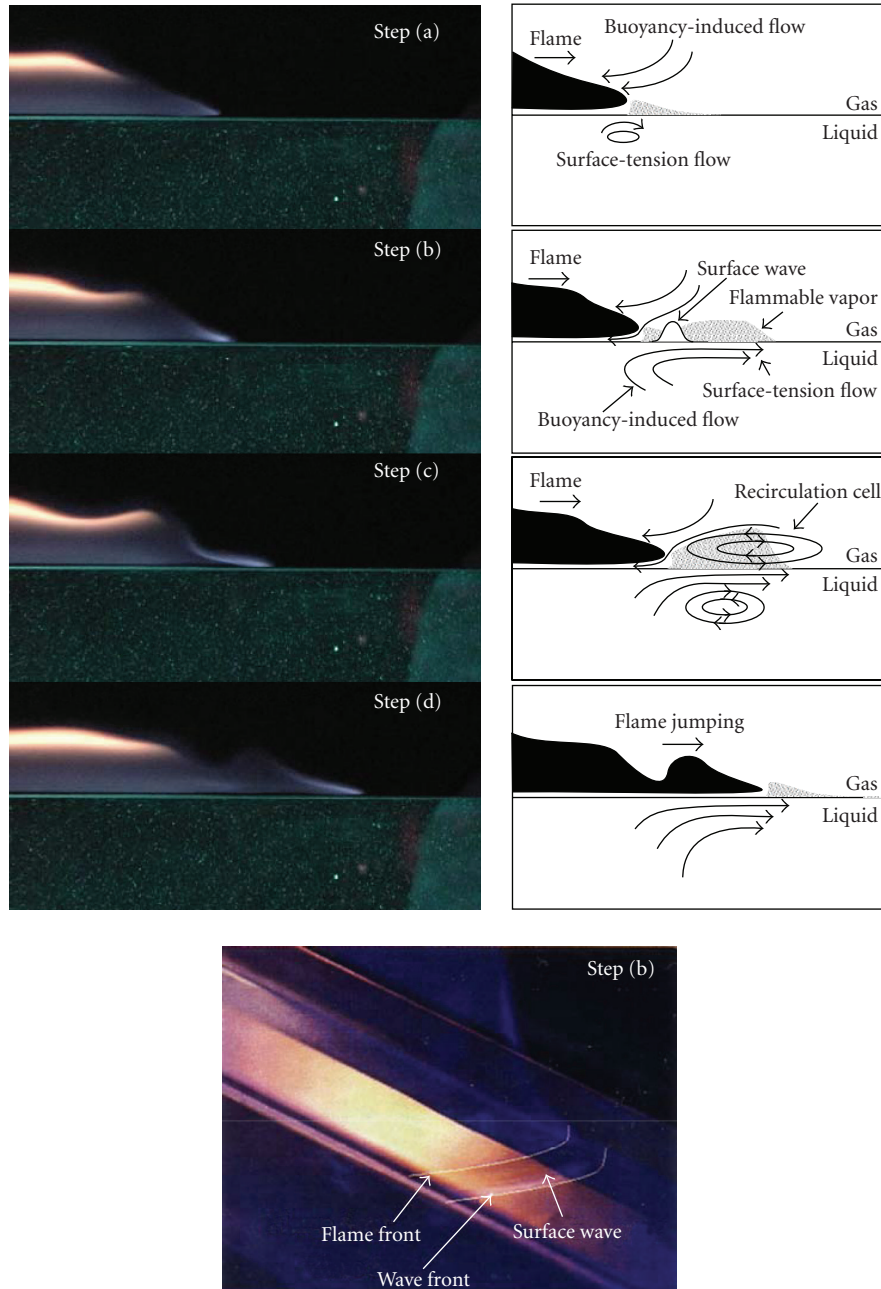 Step (a)
Flame
Buoyancy-induced flow
Gas
Liquid
Surface-tension flow
Step (b)
Flame
Surface wave
Flammable vapor
Gas
Liquid
Surface-tension flow
Buoyancy-induced flow
Step (c)
Flame
Recirculation cell
Gas
Liquid
Step (d)
Flame jumping
Gas
Liquid
Step (b)
Flame front
Surface wave
Wave front